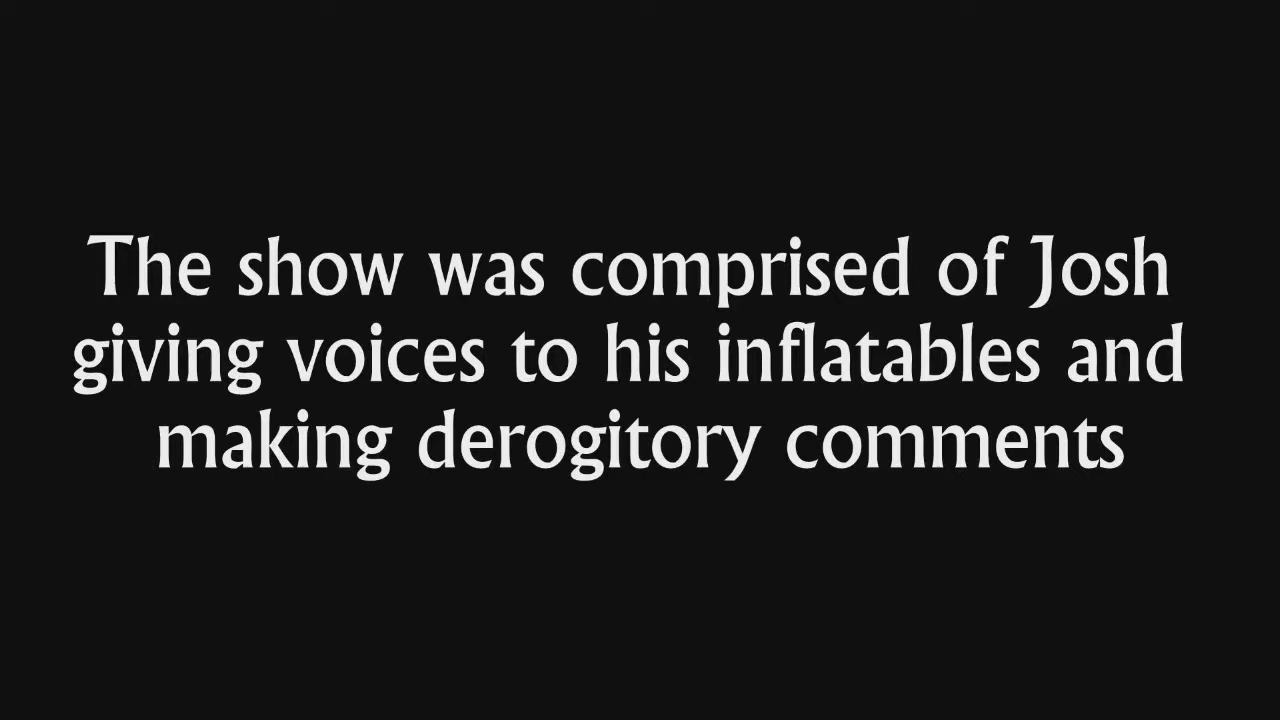 The show was comprised of Josh
giving voices to his inflatables and
making derogitory comments